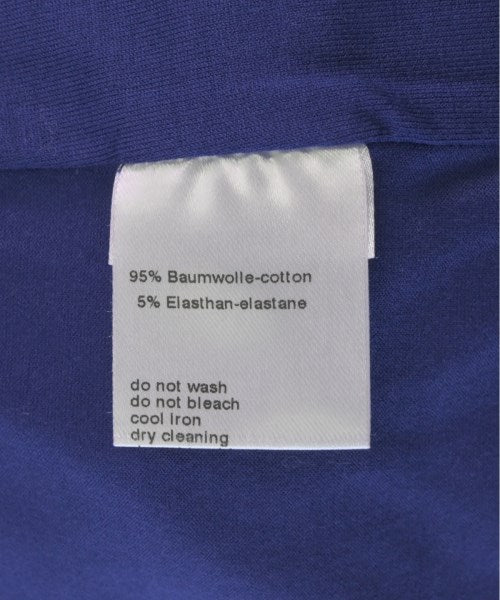 95% Baumwolle-cotton
5% Elasthan-elastane
do not wash
do not bleach
cool iron
dry cleaning